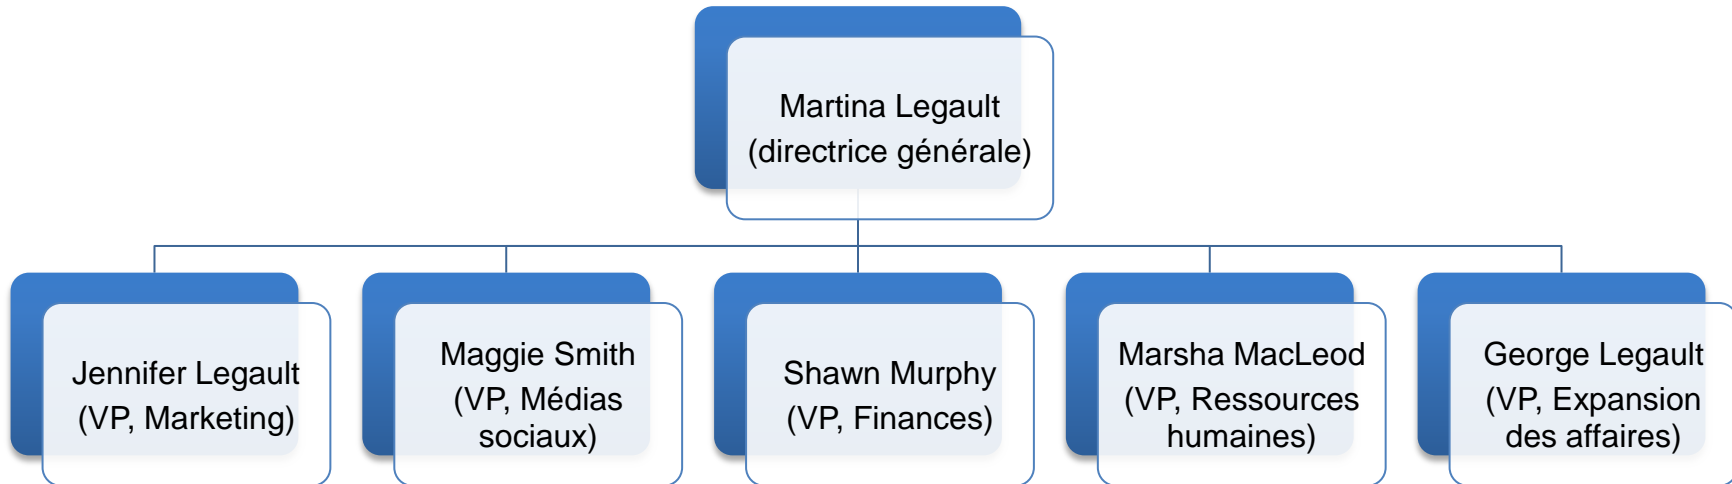 Martina Legault
(directrice générale)
Jennifer Legault
(VP, Marketing)
Maggie Smith
(VP, Médias
sociaux)
Shawn Murphy
(VP, Finances)
Marsha MacLeod
(VP, Ressources
humaines)
George Legault
(VP, Expansion
des affaires)